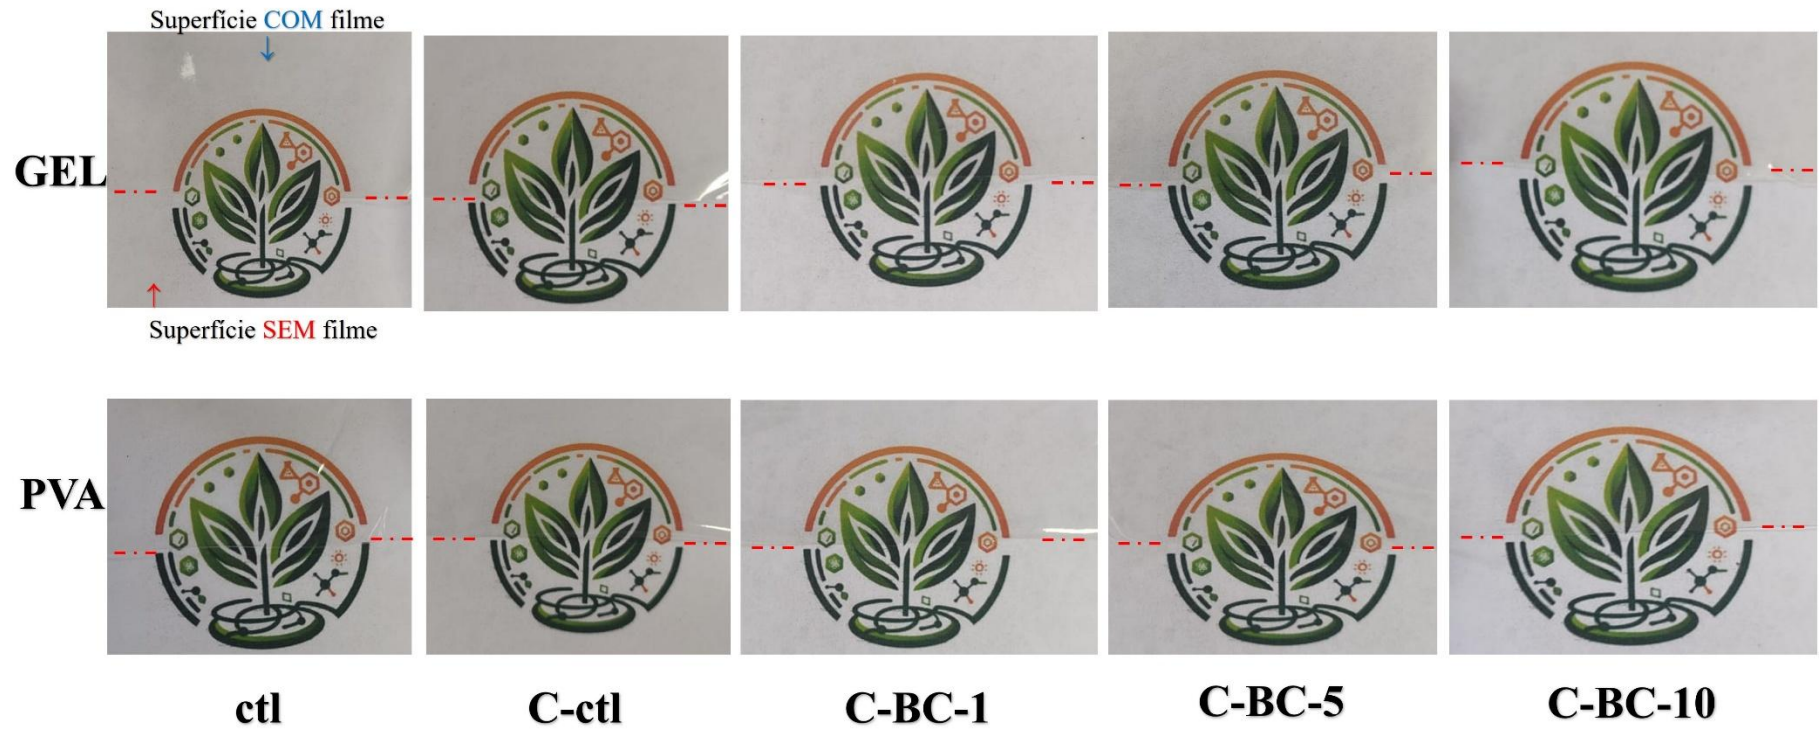 Superfície COM filme
GEL
Superfície SEM filme
PVA
ctl
C-ctl
C-BC-1
C-BC-5
C-BC-10